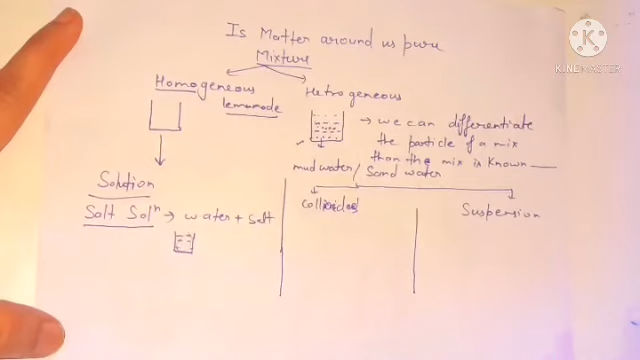 Is Matter around us pure
Mixture
Homogeneous
Hetrogeneous
lemonade
→ we can differentiate
the particle of a mix
than the mix is known
mud water / Sand water
Solution
Salt Solⁿ → water + salt
Suspension
KINEMASTER